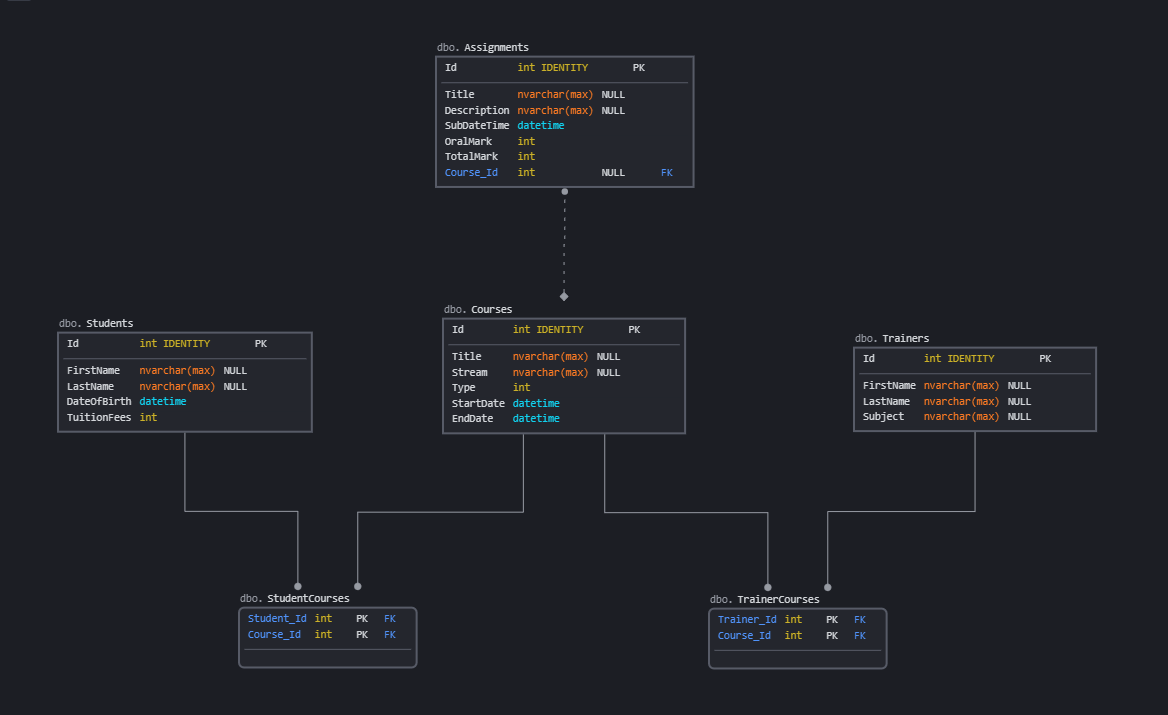 dbo. Assignments
Id int IDENTITY PK
Title nvarchar(max) NULL
Description nvarchar(max) NULL
SubDateTime datetime
OralMark int
TotalMark int
Course_Id int NULL FK
dbo. Students
Id int IDENTITY PK
FirstName nvarchar(max) NULL
LastName nvarchar(max) NULL
DateOfBirth datetime
TuitionFees int
dbo. Courses
Id int IDENTITY PK
Title nvarchar(max) NULL
Stream nvarchar(max) NULL
Type int
StartDate datetime
EndDate datetime
dbo. Trainers
Id int IDENTITY PK
FirstName nvarchar(max) NULL
LastName nvarchar(max) NULL
Subject nvarchar(max) NULL
dbo. StudentCourses
Student_Id int PK FK
Course_Id int PK FK
dbo. TrainerCourses
Trainer_Id int PK FK
Course_Id int PK FK